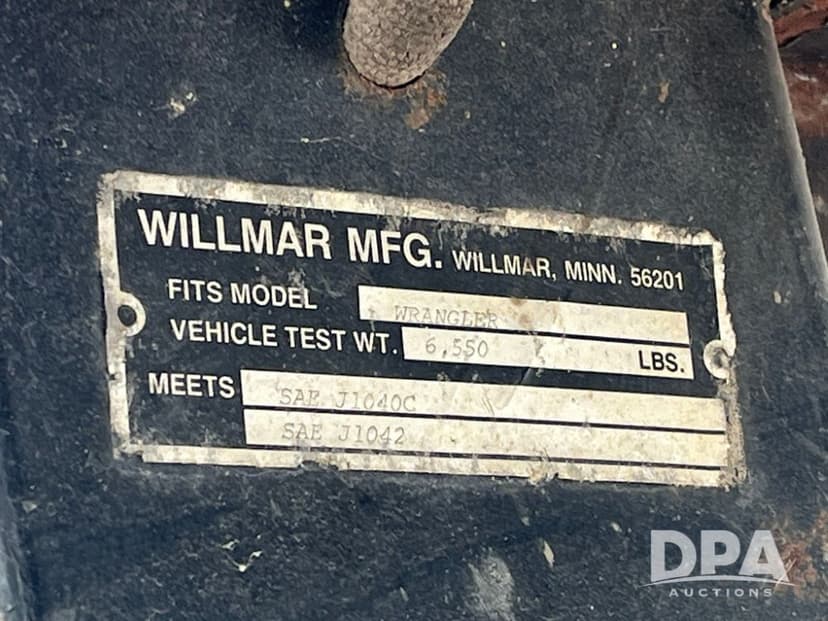 WILLMAR MFG. WILLMAR, MINN. 56201
FITS MODEL WRANGLER
VEHICLE TEST WT. 6,550 LBS.
MEETS SAE J1040C
SAE J1042
DPA
AUCTIONS